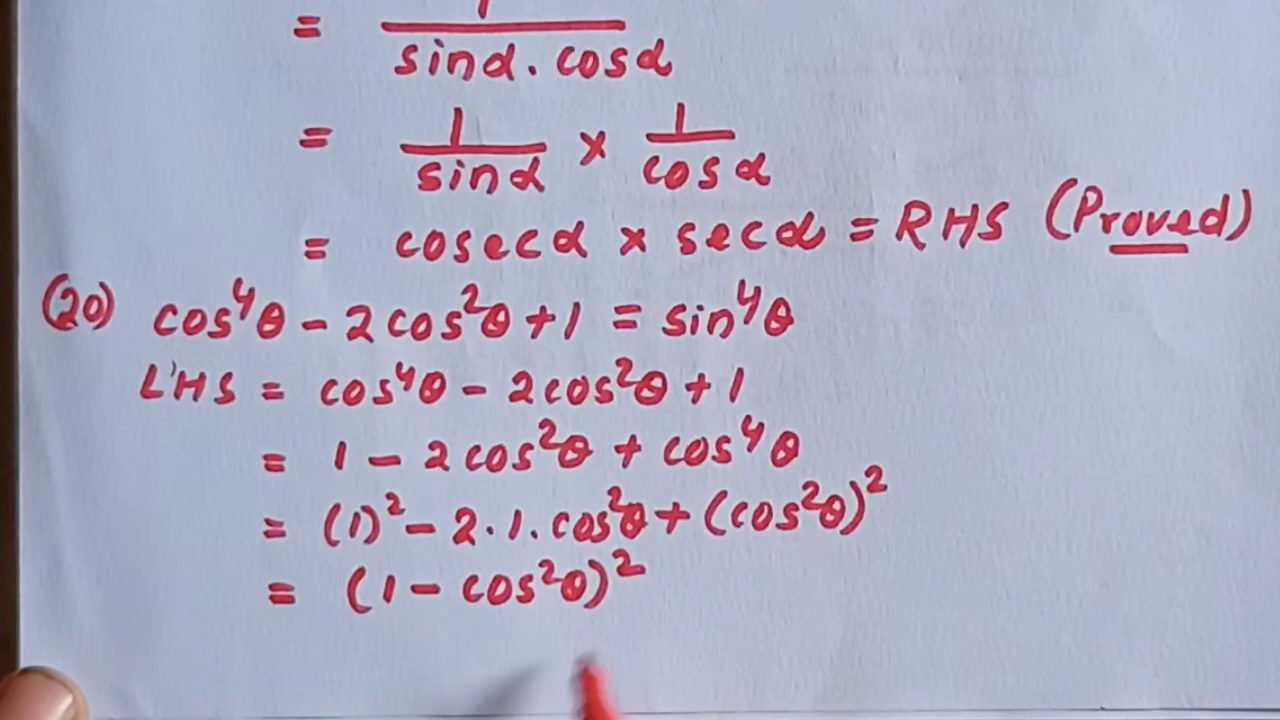 = 1/(sinα . cosα)
= 1/sinα × 1/cosα
= cosecα × secα = RHS (Proved)
(20) cos⁴θ - 2cos²θ + 1 = sin⁴θ
L'HS = cos⁴θ - 2cos²θ + 1
= 1 - 2cos²θ + cos⁴θ
= (1)² - 2·1.cos²θ + (cos²θ)²
= (1 - cos²θ)²